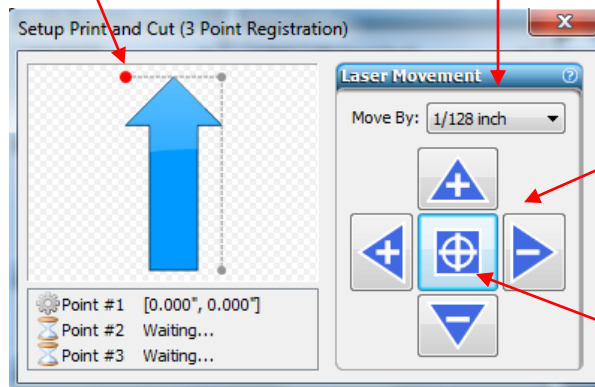 Setup Print and Cut (3 Point Registration)
x
Laser Movement ?
Move By: 1/128 inch
+
+ −
−
Point #1 [0.000", 0.000"]
Point #2 Waiting...
Point #3 Waiting...